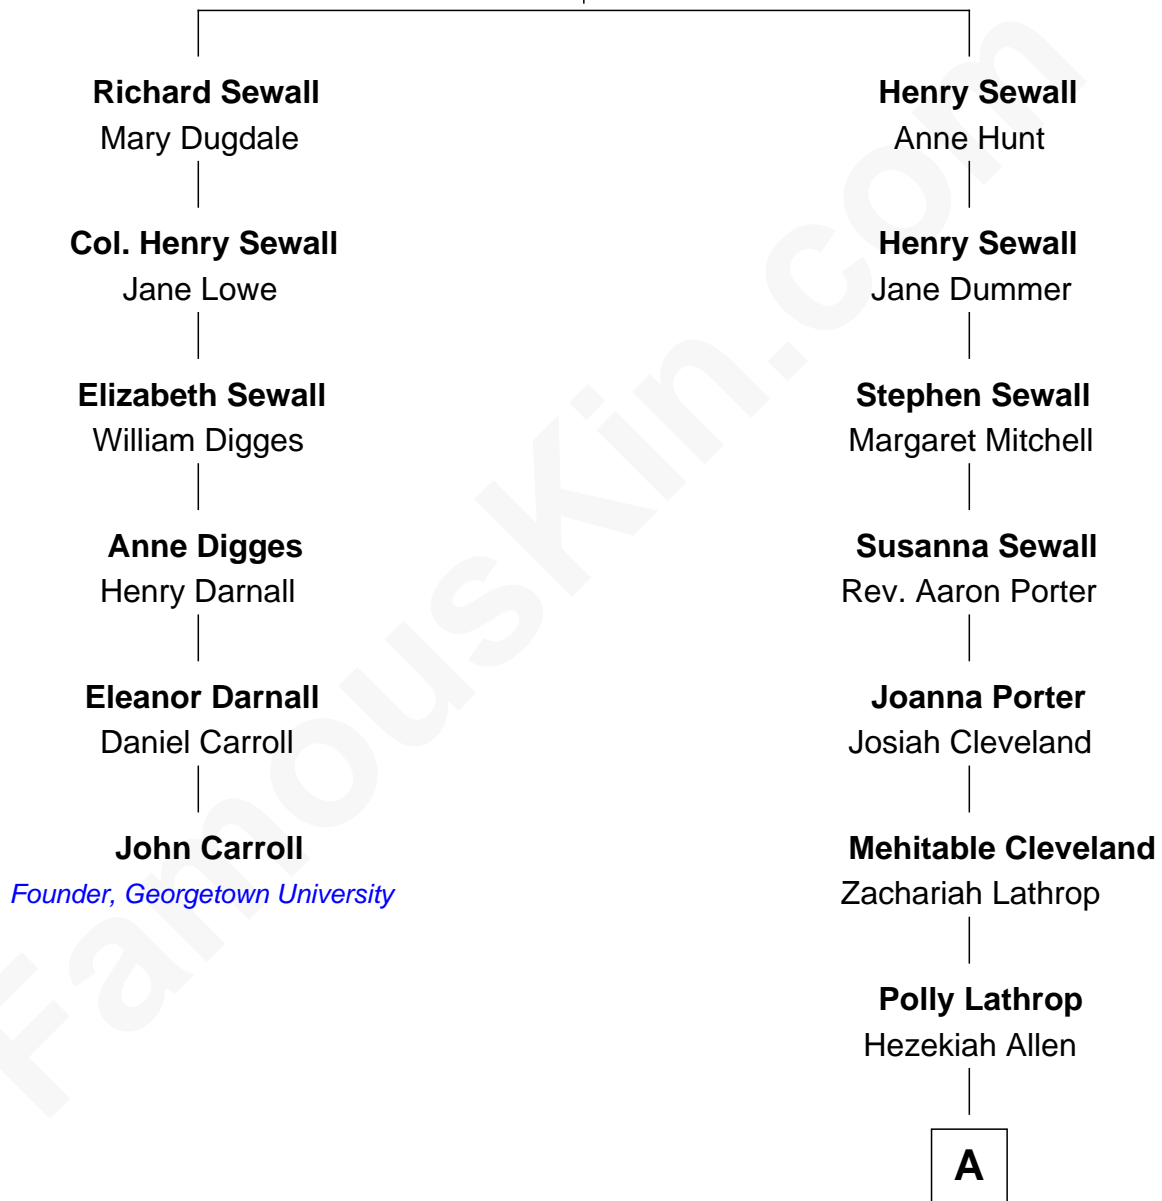 Richard Sewall
Mary Dugdale
Col. Henry Sewall
Jane Lowe
Elizabeth Sewall
William Digges
Anne Digges
Henry Darnall
Eleanor Darnall
Daniel Carroll
John Carroll
Founder, Georgetown University
Henry Sewall
Anne Hunt
Henry Sewall
Jane Dummer
Stephen Sewall
Margaret Mitchell
Susanna Sewall
Rev. Aaron Porter
Joanna Porter
Josiah Cleveland
Mehitable Cleveland
Zachariah Lathrop
Polly Lathrop
Hezekiah Allen
A
FamousKin.com